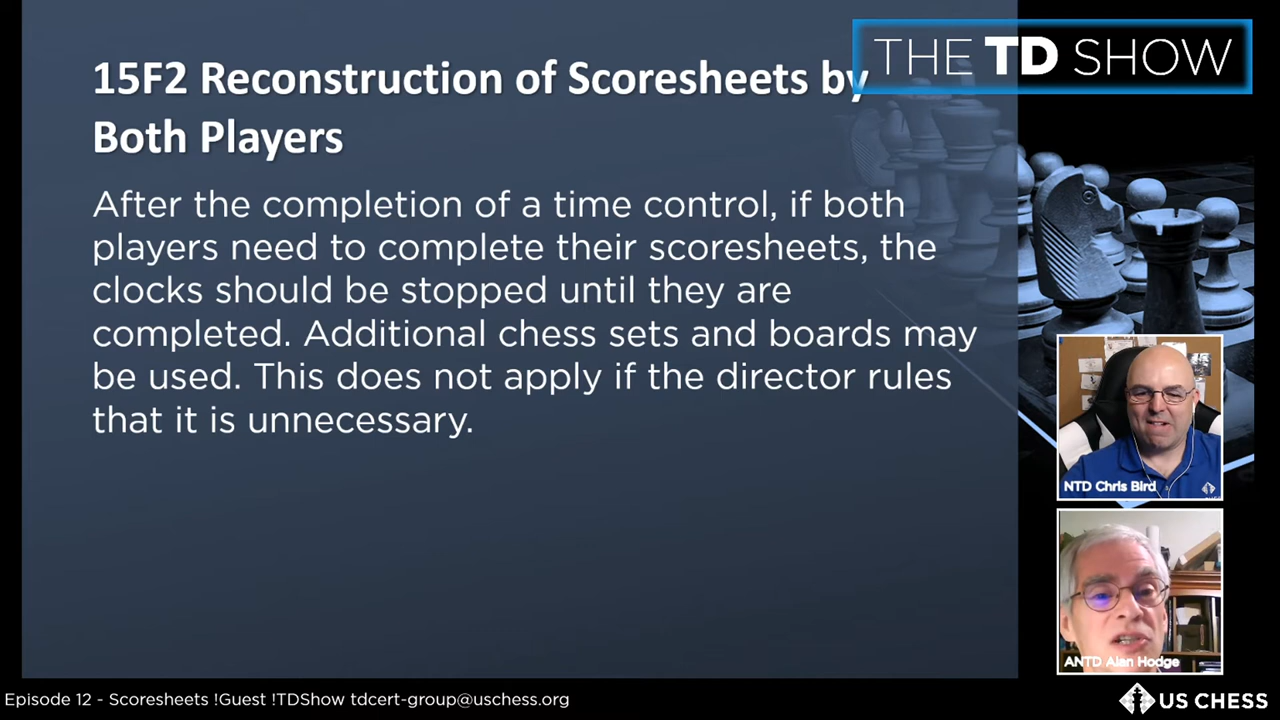 THE TD SHOW
15F2 Reconstruction of Scoresheets by
Both Players
After the completion of a time control, if both
players need to complete their scoresheets, the
clocks should be stopped until they are
completed. Additional chess sets and boards may
be used. This does not apply if the director rules
that it is unnecessary.
NTD Chris Bird
ANTD Alan Hodge
Episode 12 - Scoresheets !Guest !TDShow tdcert-group@uschess.org
US CHESS